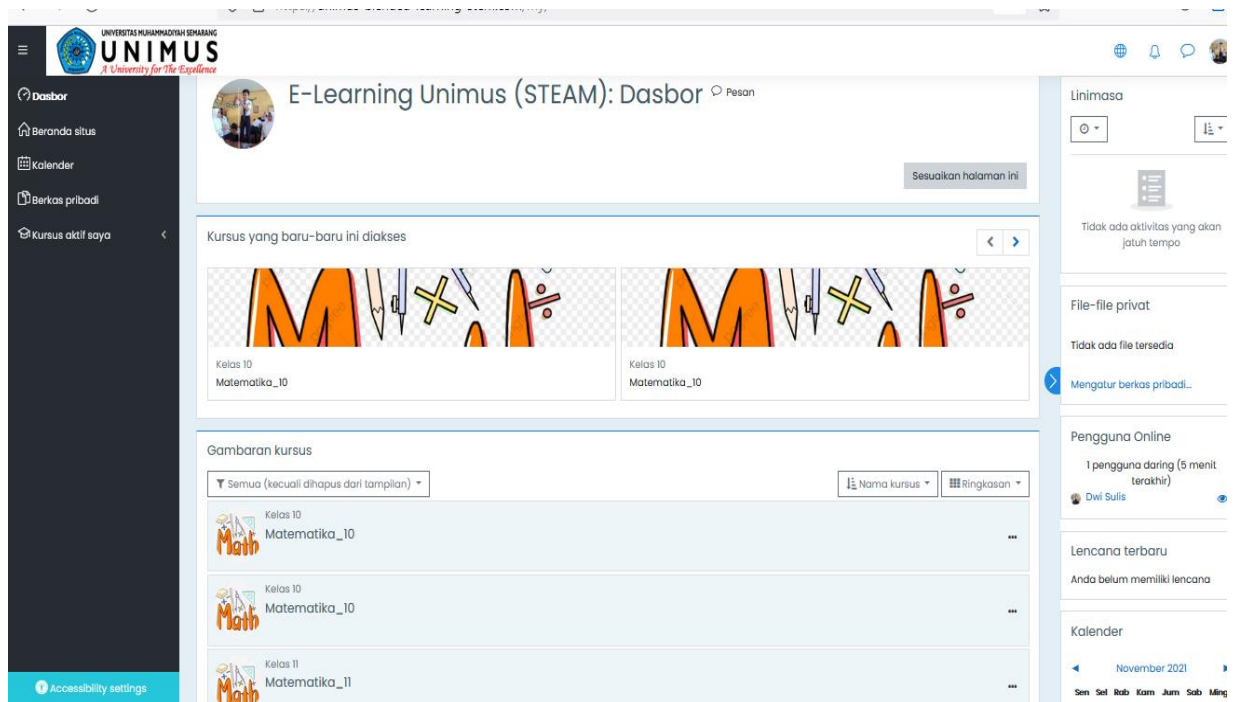 UNIVERSITAS MUHAMMADIYAH SEMARANG
UNIMUS
A University for The Excellence
Dasbor
Beranda situs
Kalender
Berkas pribadi
Kursus aktif saya
Accessibility settings
E-Learning Unimus (STEAM): Dasbor
Pesan
Sesuaikan halaman ini
Kursus yang baru-baru ini diakses
Kelas 10
Matematika_10
Kelas 10
Matematika_10
Gambaran kursus
Semua (kecuali dihapus dari tampilan)
Nama kursus
Ringkasan
Math
Kelas 10
Matematika_10
Math
Kelas 10
Matematika_10
Math
Kelas 11
Matematika_11
Linimasa
Tidak ada aktivitas yang akan
jatuh tempo
File-file privat
Tidak ada file tersedia
Mengatur berkas pribadi...
Pengguna Online
1 pengguna daring (5 menit
terakhir)
Dwi Sulis
Lencana terbaru
Anda belum memiliki lencana
Kalender
November 2021
Sen Sel Rab Kam Jum Sab Ming